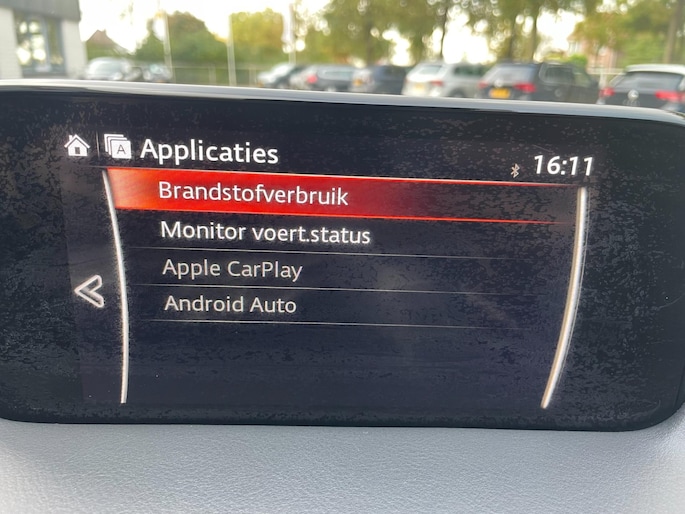 A Applicaties
16:11
Brandstofverbruik
Monitor voert.status
Apple CarPlay
Android Auto